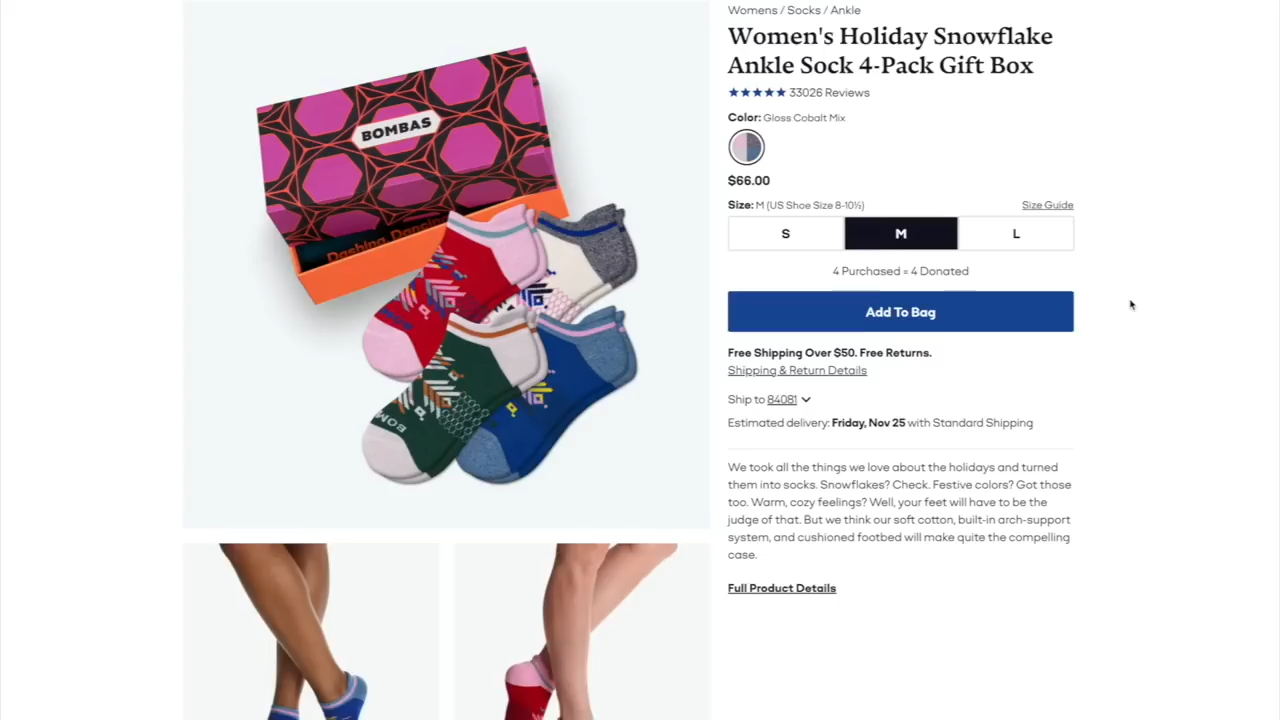 BOMBAS
Dashing, Dancing
BOM
Womens / Socks / Ankle
Women's Holiday Snowflake
Ankle Sock 4-Pack Gift Box
33026 Reviews
Color: Gloss Cobalt Mix
$66.00
Size: M (US Shoe Size 8-10½)
Size Guide
S
M
L
4 Purchased = 4 Donated
Add To Bag
Free Shipping Over $50. Free Returns.
Shipping & Return Details
Ship to 84081
Estimated delivery: Friday, Nov 25 with Standard Shipping
We took all the things we love about the holidays and turned
them into socks. Snowflakes? Check. Festive colors? Got those
too. Warm, cozy feelings? Well, your feet will have to be the
judge of that. But we think our soft cotton, built-in arch-support
system, and cushioned footbed will make quite the compelling
case.
Full Product Details